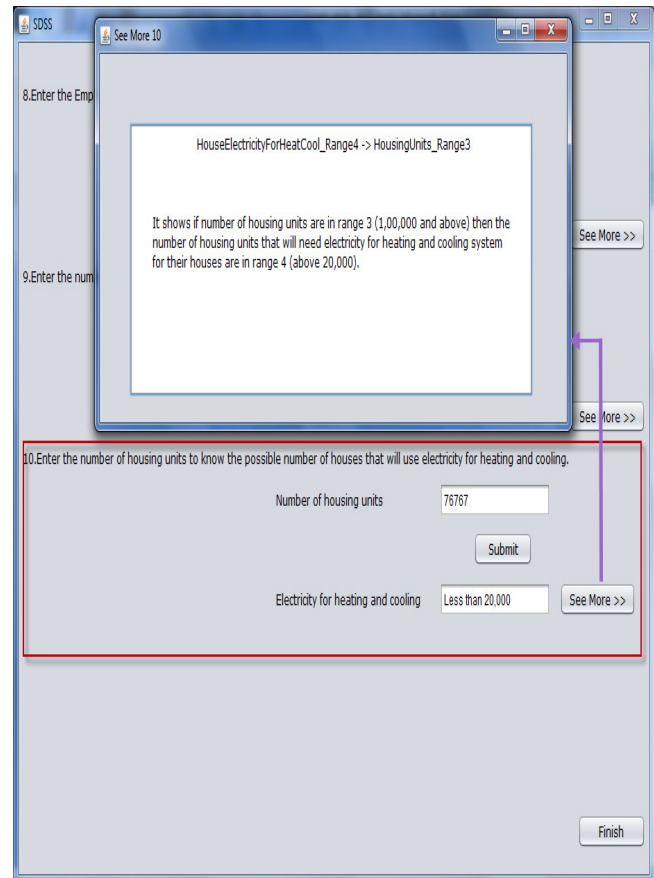 SDSS
See More 10
8.Enter the Emp
HouseElectricityForHeatCool_Range4 -> HousingUnits_Range3
It shows if number of housing units are in range 3 (1,00,000 and above) then the
number of housing units that will need electricity for heating and cooling system
for their houses are in range 4 (above 20,000).
See More >>
9.Enter the num
See More >>
10.Enter the number of housing units to know the possible number of houses that will use electricity for heating and cooling.
Number of housing units 76767
Submit
Electricity for heating and cooling Less than 20,000 See More >>
Finish